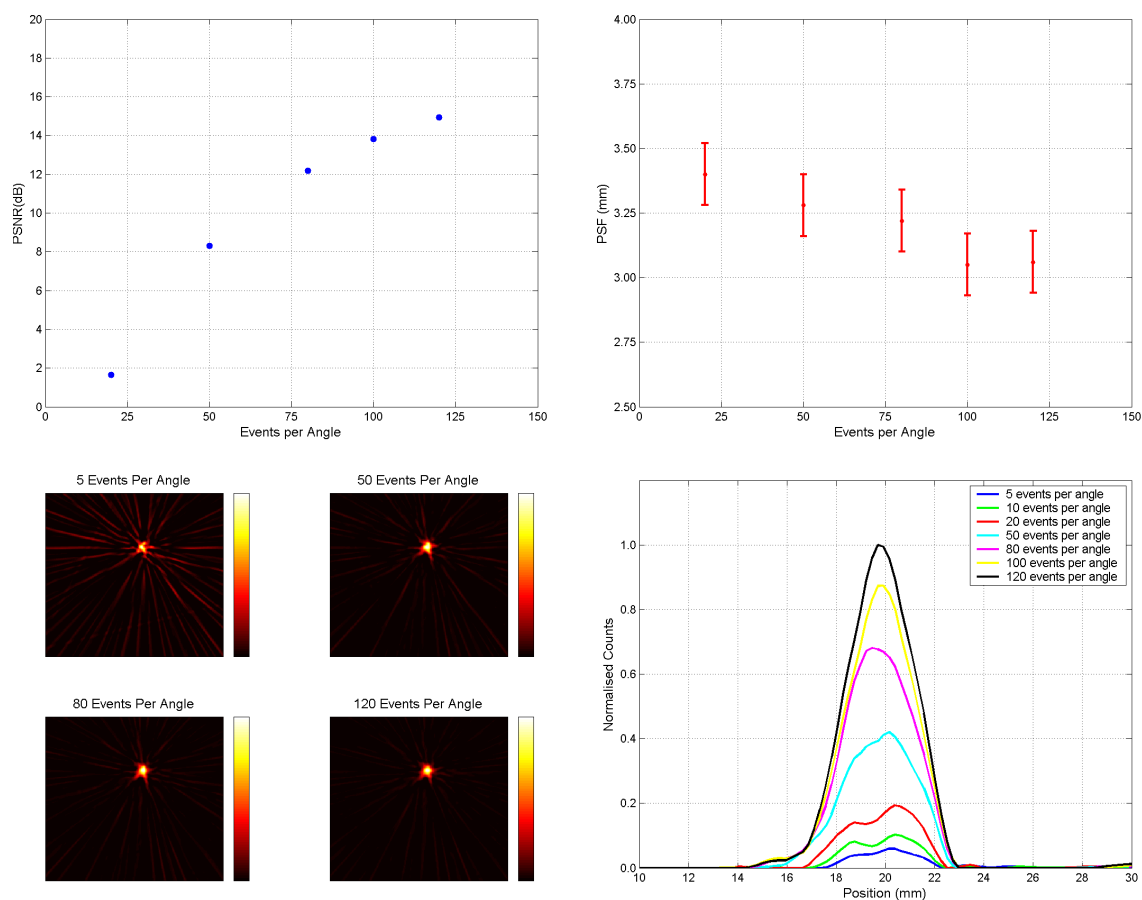 20
18
16
14
12
10
8
6
4
2
0
PSNR(dB)
0 25 50 75 100 125 150
Events per Angle
4.00
3.75
3.50
3.25
3.00
2.75
2.50
PSF (mm)
0 25 50 75 100 125 150
Events per Angle
5 Events Per Angle
50 Events Per Angle
80 Events Per Angle
120 Events Per Angle
5 events per angle
10 events per angle
20 events per angle
50 events per angle
80 events per angle
100 events per angle
120 events per angle
1.0
0.8
0.6
0.4
0.2
0.0
Normalised Counts
10 12 14 16 18 20 22 24 26 28 30
Position (mm)